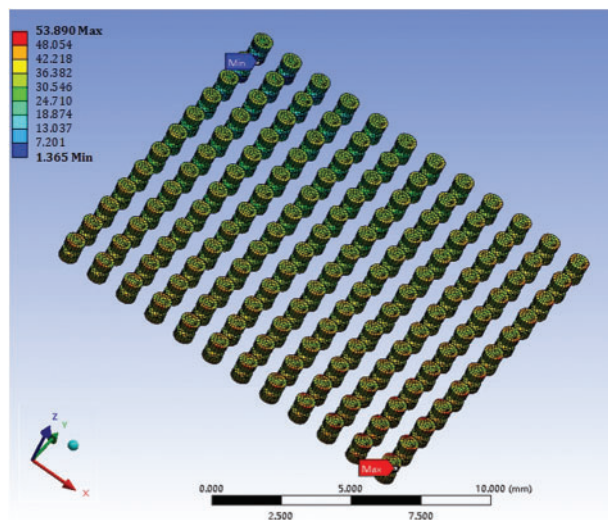 53.890 Max
48.054
42.218
36.382
30.546
24.710
18.874
13.037
7.201
1.365 Min
Min
Max
Z
Y
X
0.000 5.000 10.000 (mm)
2.500 7.500